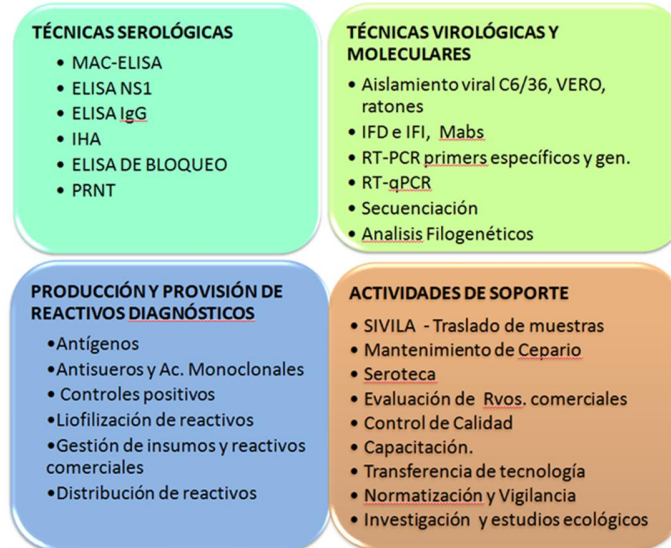 TÉCNICAS SEROLÓGICAS
• MAC-ELISA
• ELISA NS1
• ELISA IgG
• IHA
• ELISA DE BLOQUEO
• PRNT
TÉCNICAS VIROLÓGICAS Y
MOLECULARES
• Aislamiento viral C6/36, VERO,
ratones
• IFD e IFI, Mabs
• RT-PCR primers específicos y gen.
• RT-qPCR
• Secuenciación
• Analisis Filogenéticos
PRODUCCIÓN Y PROVISIÓN DE
REACTIVOS DIAGNÓSTICOS
•Antígenos
•Antisueros y Ac. Monoclonales
• Controles positivos
•Liofilización de reactivos
•Gestión de insumos y reactivos
comerciales
•Distribución de reactivos
ACTIVIDADES DE SOPORTE
• SIVILA - Traslado de muestras
• Mantenimiento de Cepario
• Seroteca
• Evaluación de Rvos. comerciales
• Control de Calidad
• Capacitación.
• Transferencia de tecnología
• Normatización y Vigilancia
• Investigación y estudios ecológicos